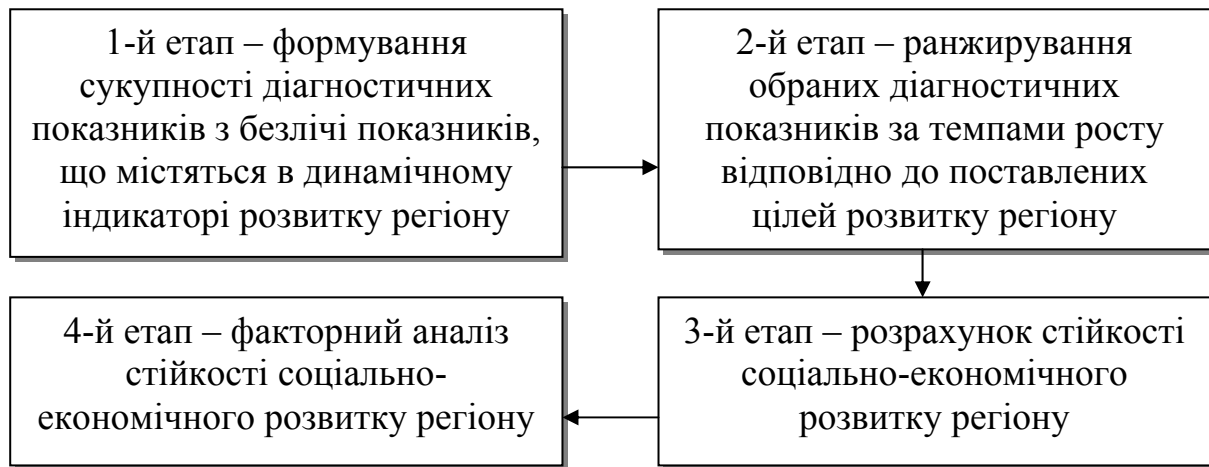 1-й етап – формування
сукупності діагностичних
показників з безлічі показників,
що містяться в динамічному
індикаторі розвитку регіону
2-й етап – ранжирування
обраних діагностичних
показників за темпами росту
відповідно до поставлених
цілей розвитку регіону
3-й етап – розрахунок стійкості
соціально-економічного
розвитку регіону
4-й етап – факторний аналіз
стійкості соціально-
економічного розвитку регіону